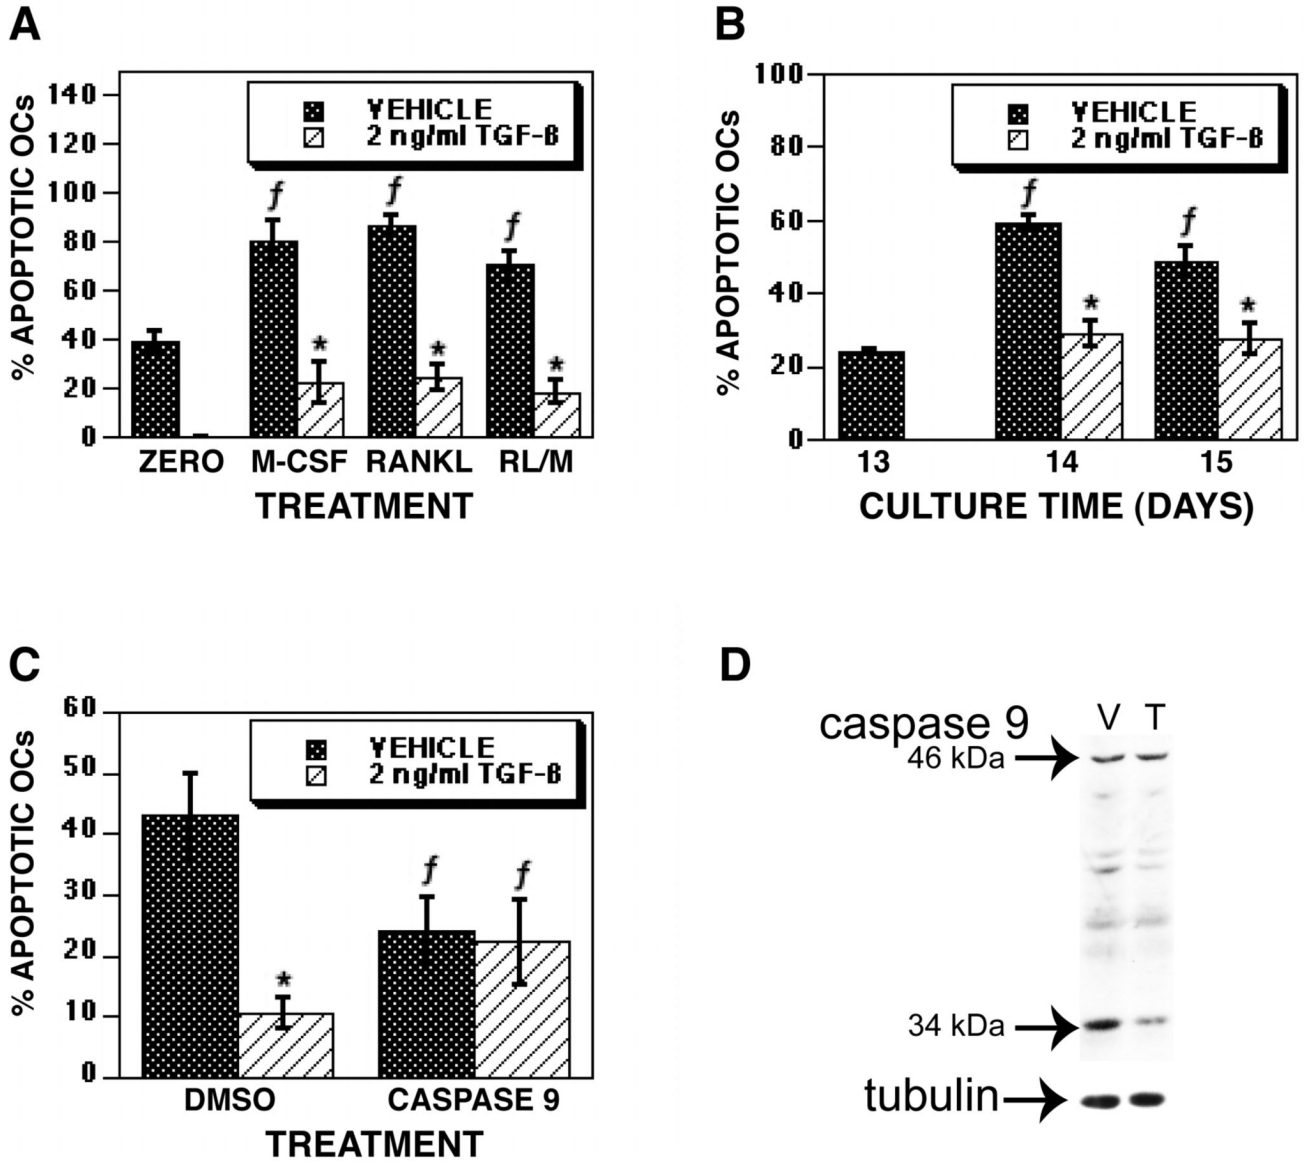 A
% APOPTOTIC OCs
140
120
100
80
60
40
20
0
VEHICLE
2 ng/ml TGF-β
ƒ
ƒ
ƒ
*
*
*
ZERO M-CSF RANKL RL/M
TREATMENT
B
% APOPTOTIC OCs
100
80
60
40
20
0
VEHICLE
2 ng/ml TGF-β
ƒ
ƒ
*
*
13 14 15
CULTURE TIME (DAYS)
C
% APOPTOTIC OCs
60
50
40
30
20
10
0
VEHICLE
2 ng/ml TGF-β
*
ƒ
ƒ
DMSO CASPASE 9
TREATMENT
D
V T
caspase 9
46 kDa
34 kDa
tubulin